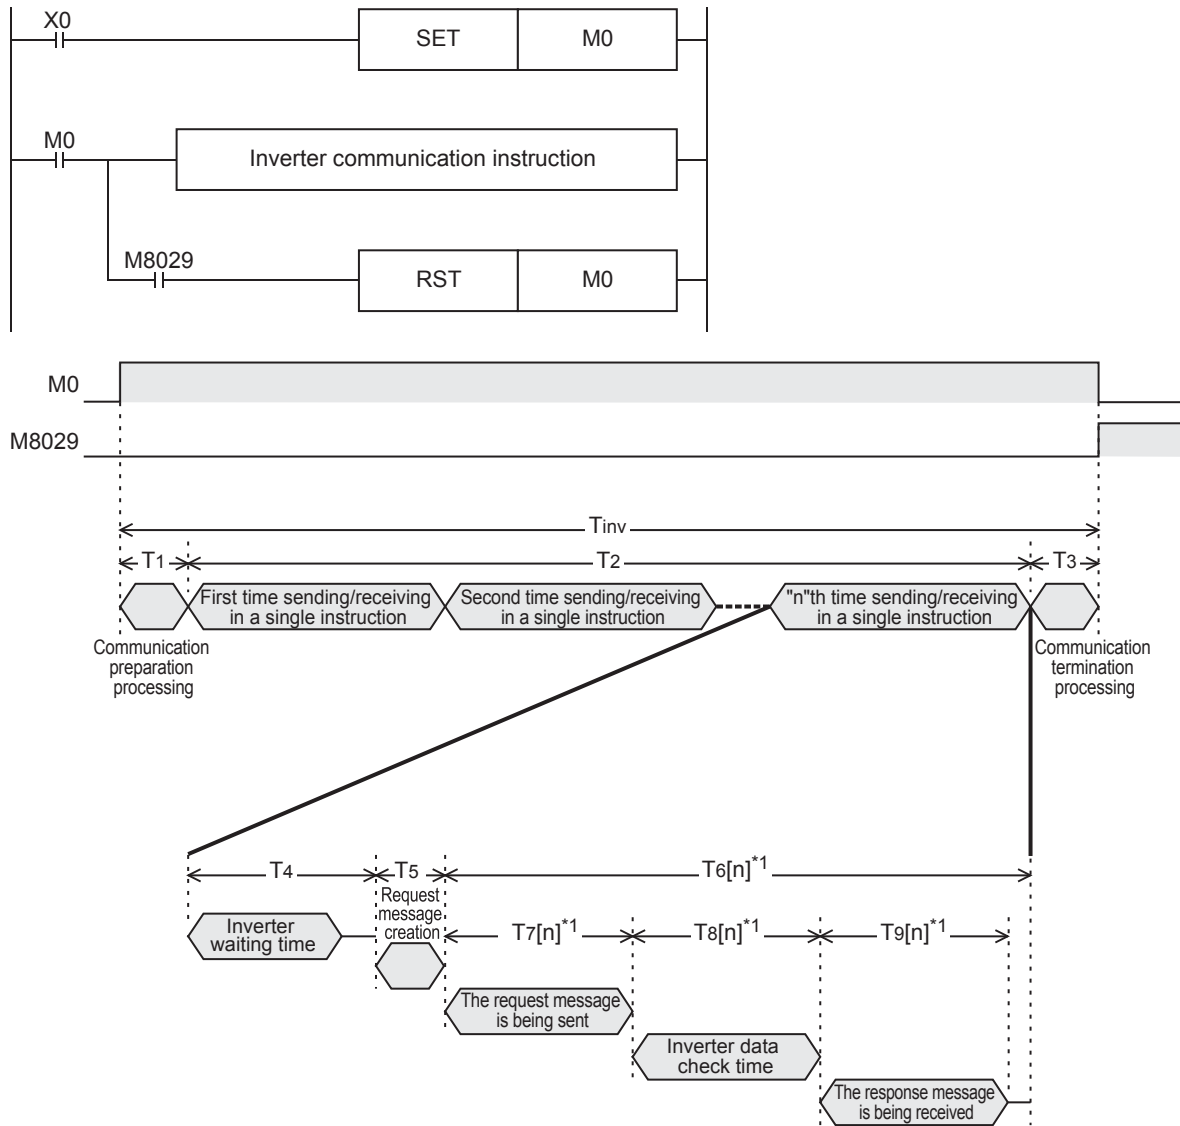 X0
SET M0
M0
Inverter communication instruction
M8029
RST M0
M0
M8029
Tinv
T1 T2 T3
First time sending/receiving
in a single instruction
Second time sending/receiving
in a single instruction
"n"th time sending/receiving
in a single instruction
Communication
preparation
processing
Communication
termination
processing
T4 T5 T6[n]*1
Inverter
waiting time
Request
message
creation
T7[n]*1 T8[n]*1 T9[n]*1
The request message
is being sent
Inverter data
check time
The response message
is being received